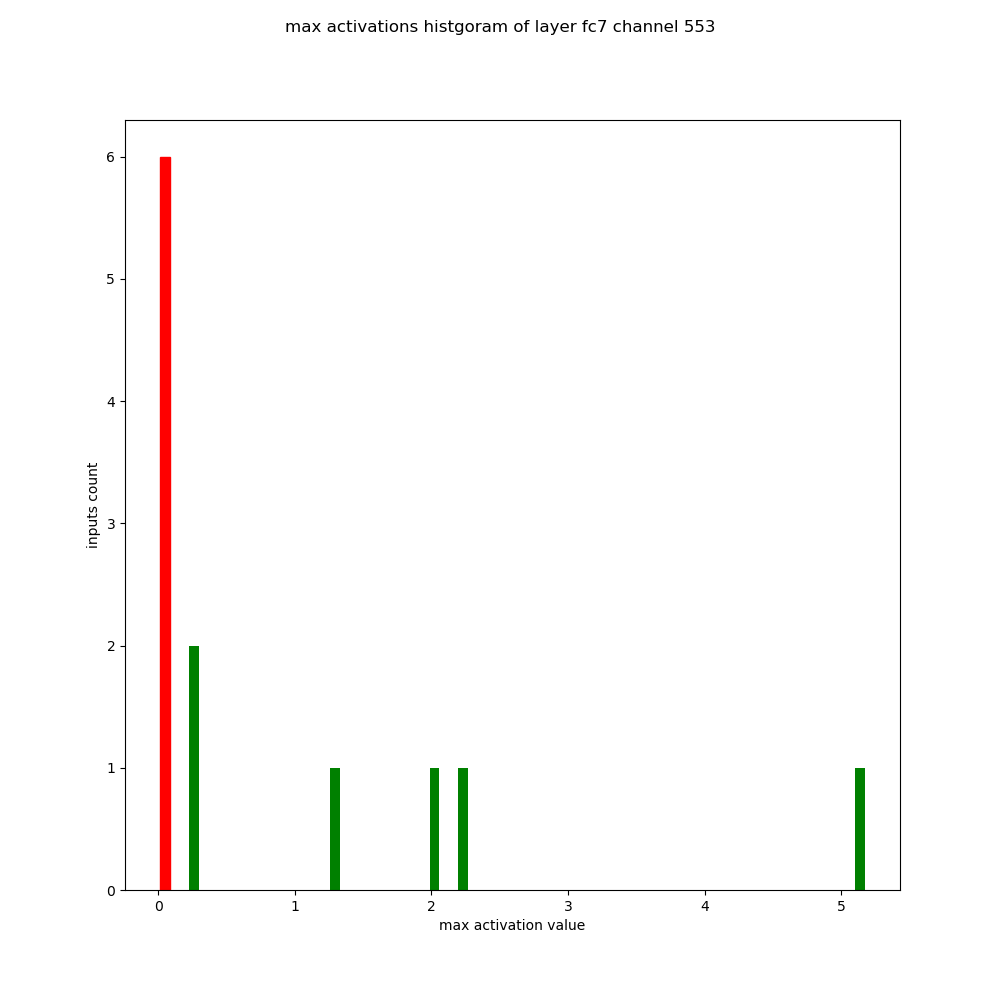 max activations histgoram of layer fc7 channel 553
6
5
4
3
2
1
0
inputs count
0 1 2 3 4 5
max activation value